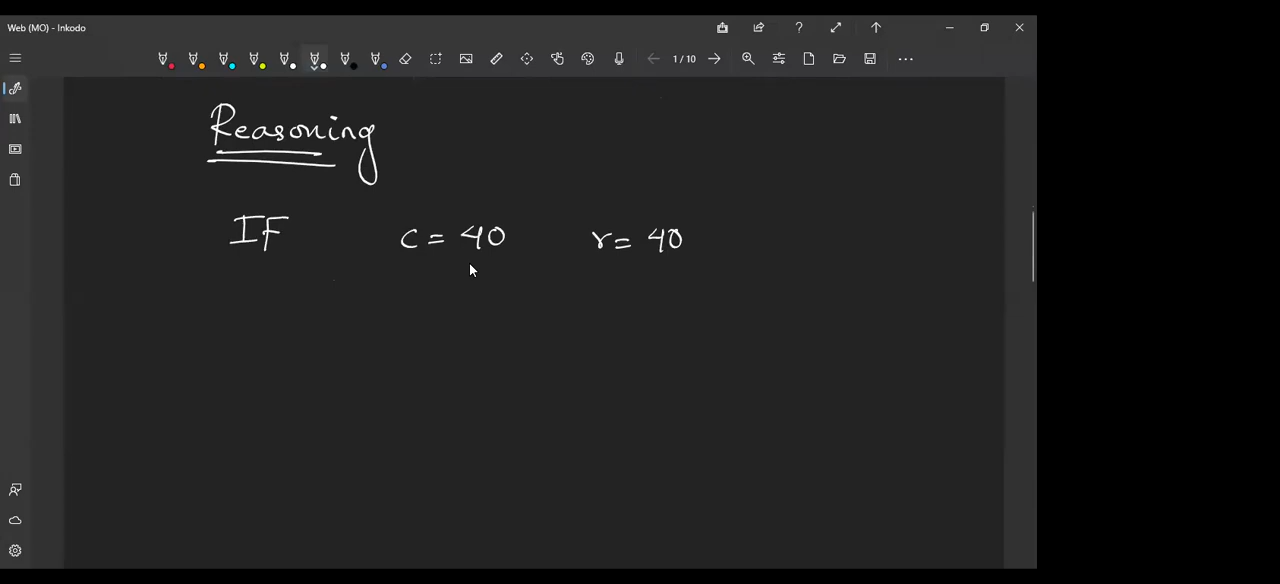 Web (MO) - Inkodo
1 / 10
Reasoning
IF c = 40 r = 40